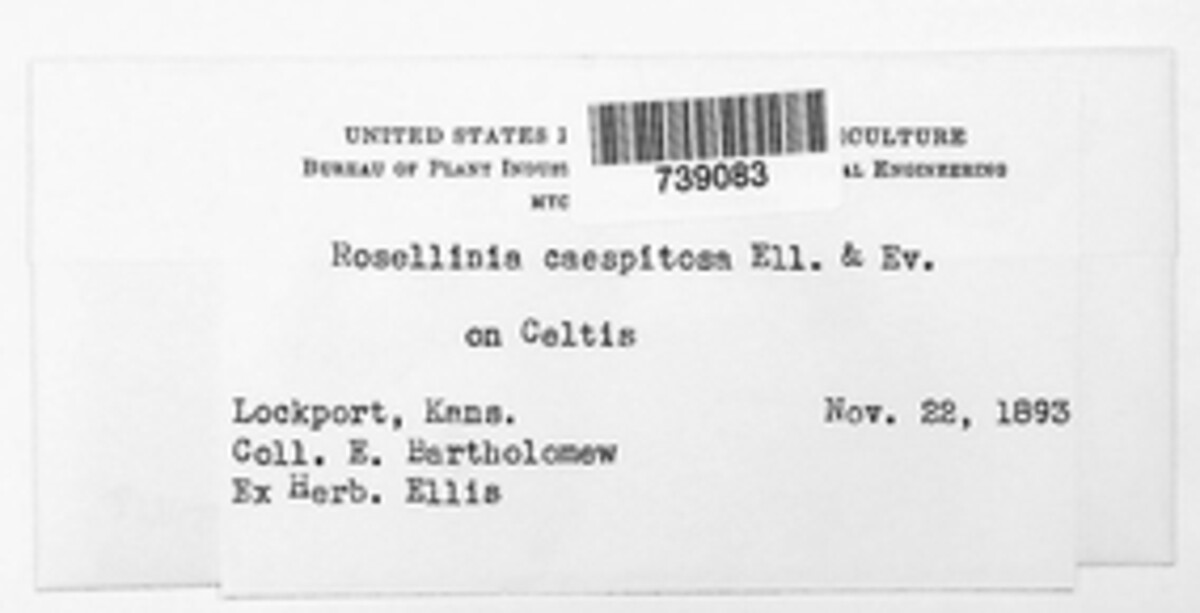 UNITED STATES CULTURE
BUREAU OF PLANT INDUS AL ENGINEERING
739083
MYC
Rosellinia caespitosa Ell. & Ev.
on Celtis
Lockport, Kans. Nov. 22, 1893
Coll. E. Bartholomew
Ex Herb. Ellis